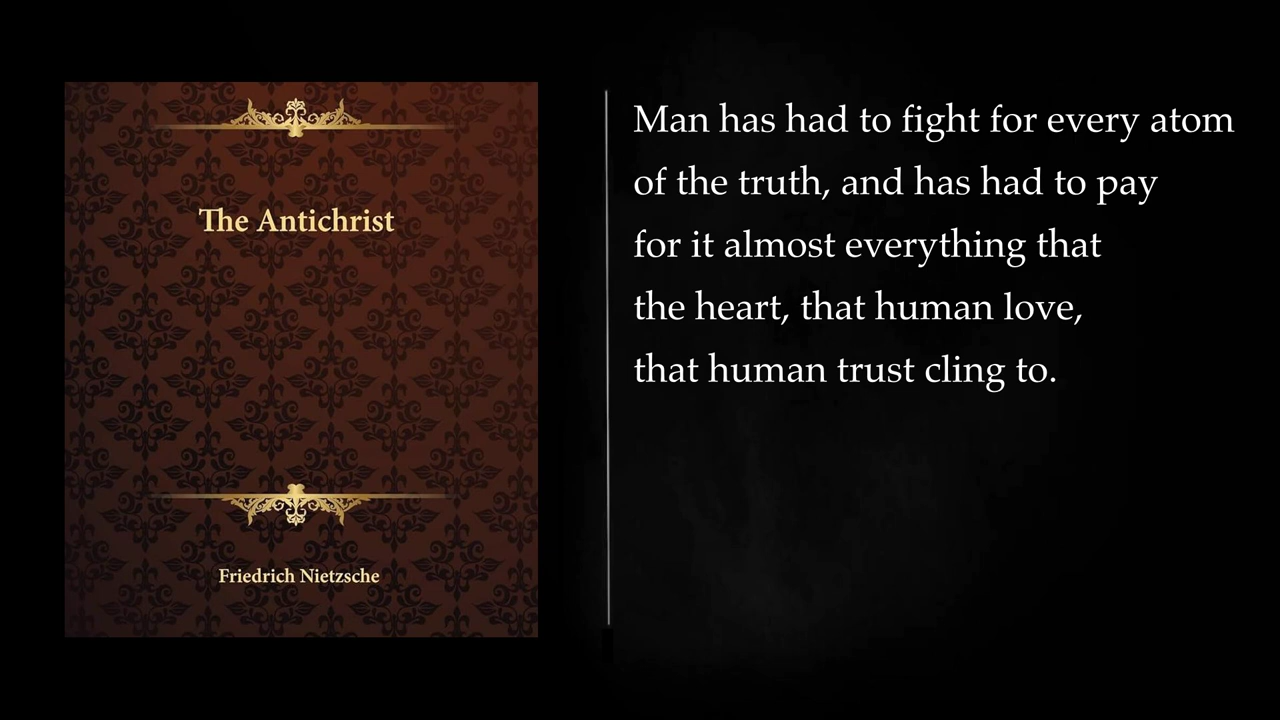 The Antichrist
Friedrich Nietzsche
Man has had to fight for every atom
of the truth, and has had to pay
for it almost everything that
the heart, that human love,
that human trust cling to.